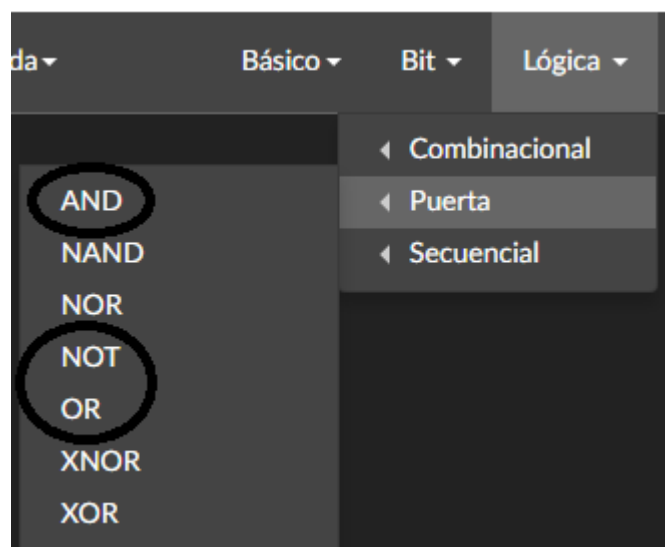 da Básico Bit Lógica
Combinacional
Puerta
Secuencial
AND
NAND
NOR
NOT
OR
XNOR
XOR